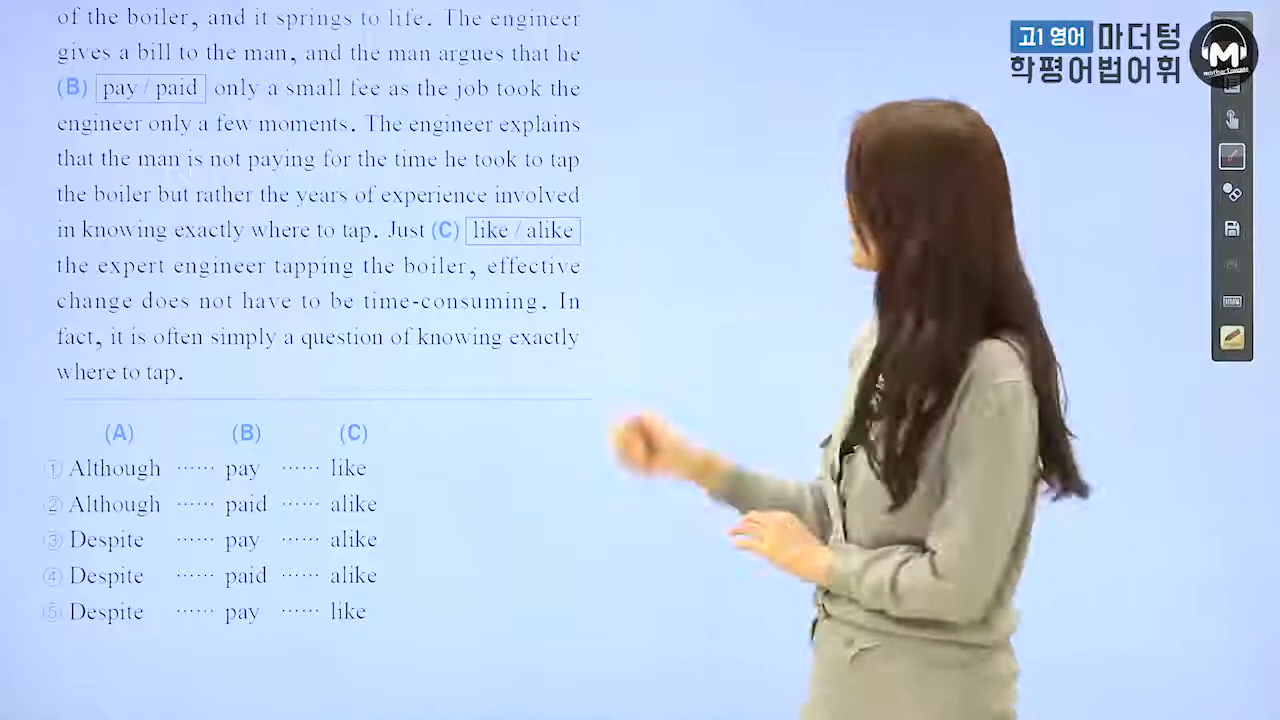 of the boiler, and it springs to life. The engineer
gives a bill to the man, and the man argues that he
(B) pay / paid only a small fee as the job took the
engineer only a few moments. The engineer explains
that the man is not paying for the time he took to tap
the boiler but rather the years of experience involved
in knowing exactly where to tap. Just (C) like / alike
the expert engineer tapping the boiler, effective
change does not have to be time-consuming. In
fact, it is often simply a question of knowing exactly
where to tap.
(A) (B) (C)
① Although ······ pay ······ like
② Although ······ paid ······ alike
③ Despite ······ pay ······ alike
④ Despite ······ paid ······ alike
⑤ Despite ······ pay ······ like
고1 영어 마더텅
학평어법어휘
M